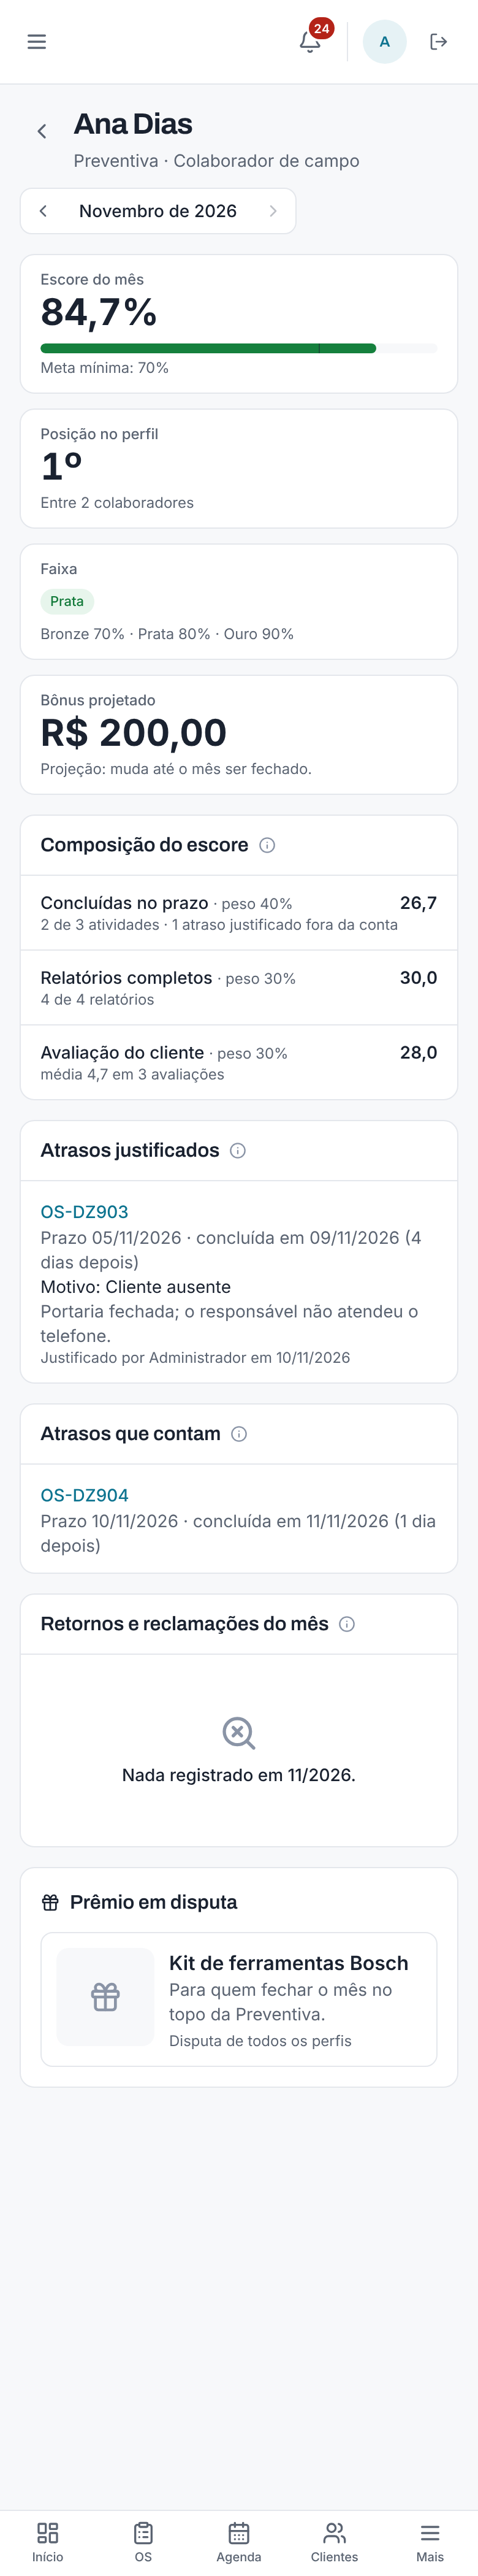 24
A
Ana Dias
Preventiva · Colaborador de campo
Novembro de 2026
Escore do mês
84,7%
Meta mínima: 70%
Posição no perfil
1º
Entre 2 colaboradores
Faixa
Prata
Bronze 70% · Prata 80% · Ouro 90%
Bônus projetado
R$ 200,00
Projeção: muda até o mês ser fechado.
Composição do escore
Concluídas no prazo · peso 40% 26,7
2 de 3 atividades · 1 atraso justificado fora da conta
Relatórios completos · peso 30% 30,0
4 de 4 relatórios
Avaliação do cliente · peso 30% 28,0
média 4,7 em 3 avaliações
Atrasos justificados
OS-DZ903
Prazo 05/11/2026 · concluída em 09/11/2026 (4
dias depois)
Motivo: Cliente ausente
Portaria fechada; o responsável não atendeu o
telefone.
Justificado por Administrador em 10/11/2026
Atrasos que contam
OS-DZ904
Prazo 10/11/2026 · concluída em 11/11/2026 (1 dia
depois)
Retornos e reclamações do mês
Nada registrado em 11/2026.
Prêmio em disputa
Kit de ferramentas Bosch
Para quem fechar o mês no
topo da Preventiva.
Disputa de todos os perfis
Início OS Agenda Clientes Mais